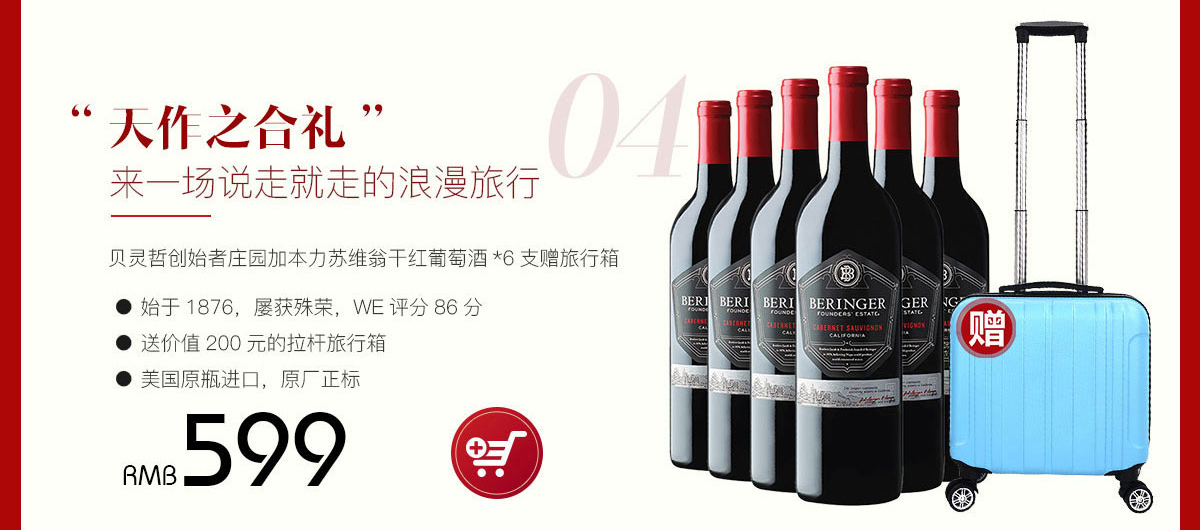 04
“天作之合礼”
来一场说走就走的浪漫旅行
贝灵哲创始者庄园加本力苏维翁干红葡萄酒 *6 支赠旅行箱
● 始于 1876，屡获殊荣，WE 评分 86 分
● 送价值 200 元的拉杆旅行箱
● 美国原瓶进口，原厂正标
RMB 599
BERINGER
FOUNDERS' ESTATE
CABERNET SAUVIGNON
CALIFORNIA
赠